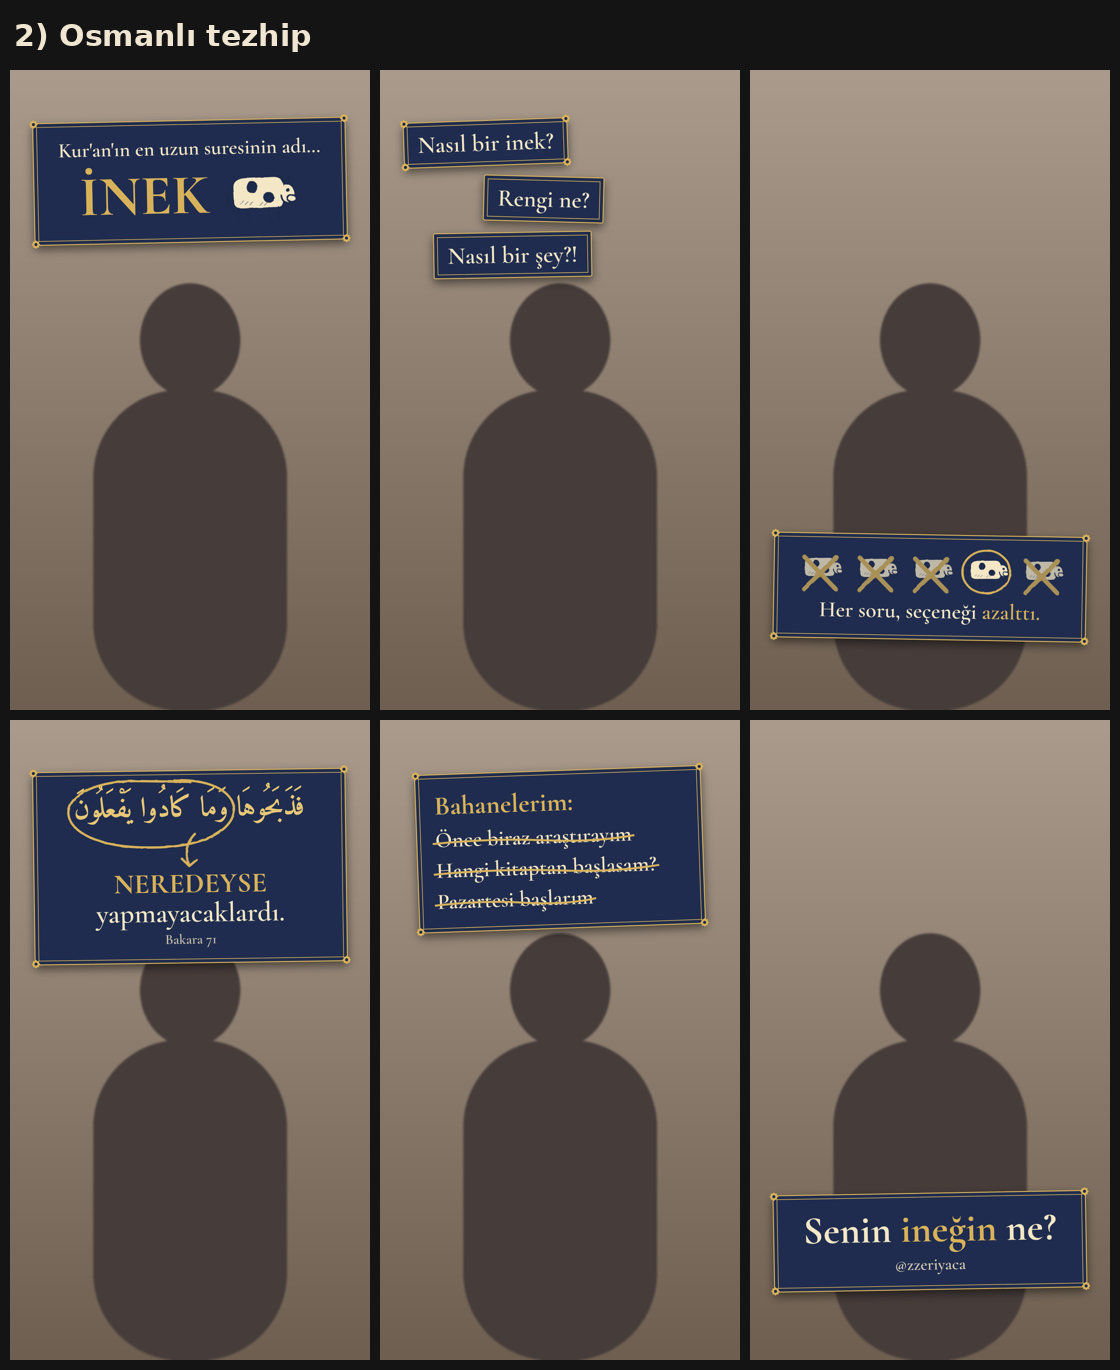 2) Osmanlı tezhip
Kur'an'ın en uzun suresinin adı...
İNEK
Nasıl bir inek?
Rengi ne?
Nasıl bir şey?!
Her soru, seçeneği azalttı.
فَذَبَحُوهَا وَمَا كَادُوا يَفْعَلُونَ
NEREDEYSE
yapmayacaklardı.
Bakara 71
Bahanelerim:
Önce biraz araştırayım
Hangi kitaptan başlasam?
Pazartesi başlarım
Senin ineğin ne?
@zzeriyaca